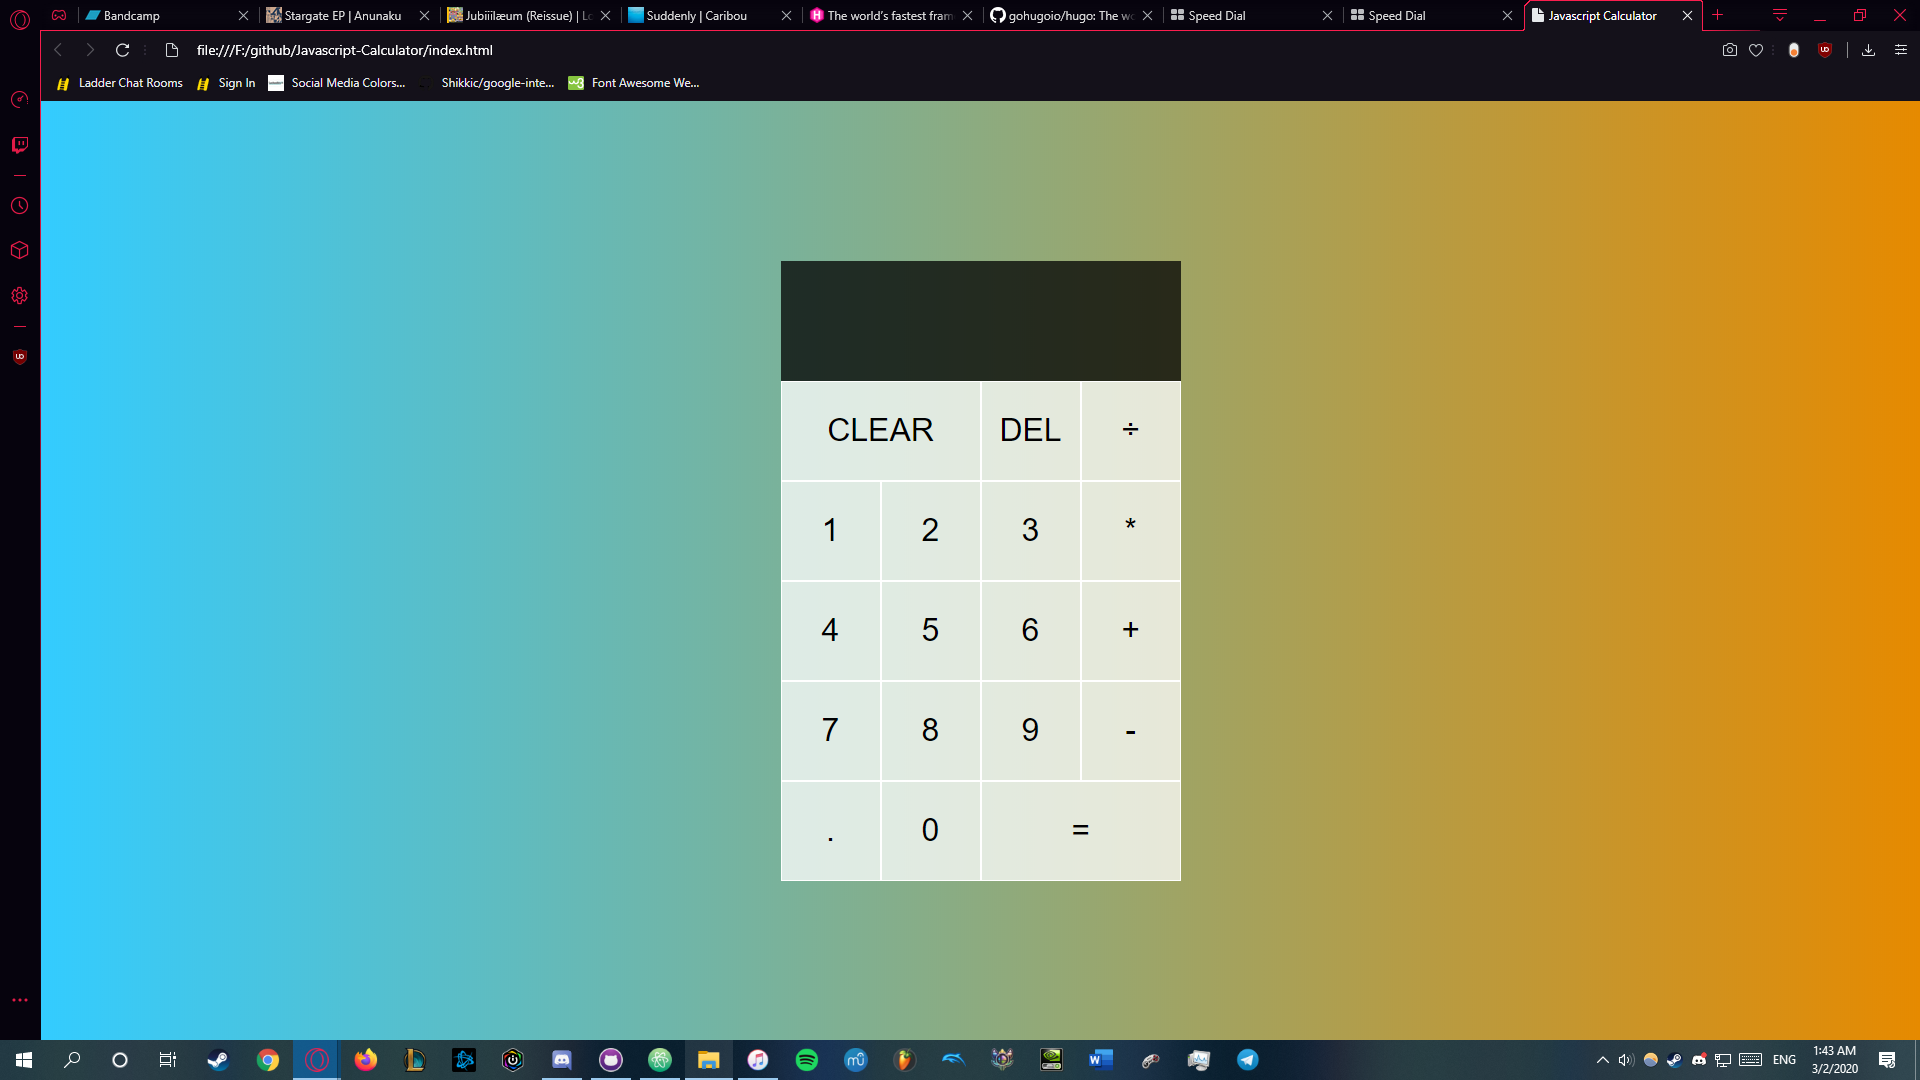 Bandcamp
Stargate EP | Anunaku
Jubiiilæum (Reissue) | Lo
Suddenly | Caribou
The world's fastest fram
gohugoio/hugo: The wo
Speed Dial
Speed Dial
Javascript Calculator
file:///F:/github/Javascript-Calculator/index.html
Ladder Chat Rooms
Sign In
Social Media Colors...
Shikkic/google-inte...
Font Awesome We...
CLEAR DEL ÷
1 2 3 *
4 5 6 +
7 8 9 -
. 0 =
ENG
1:43 AM
3/2/2020